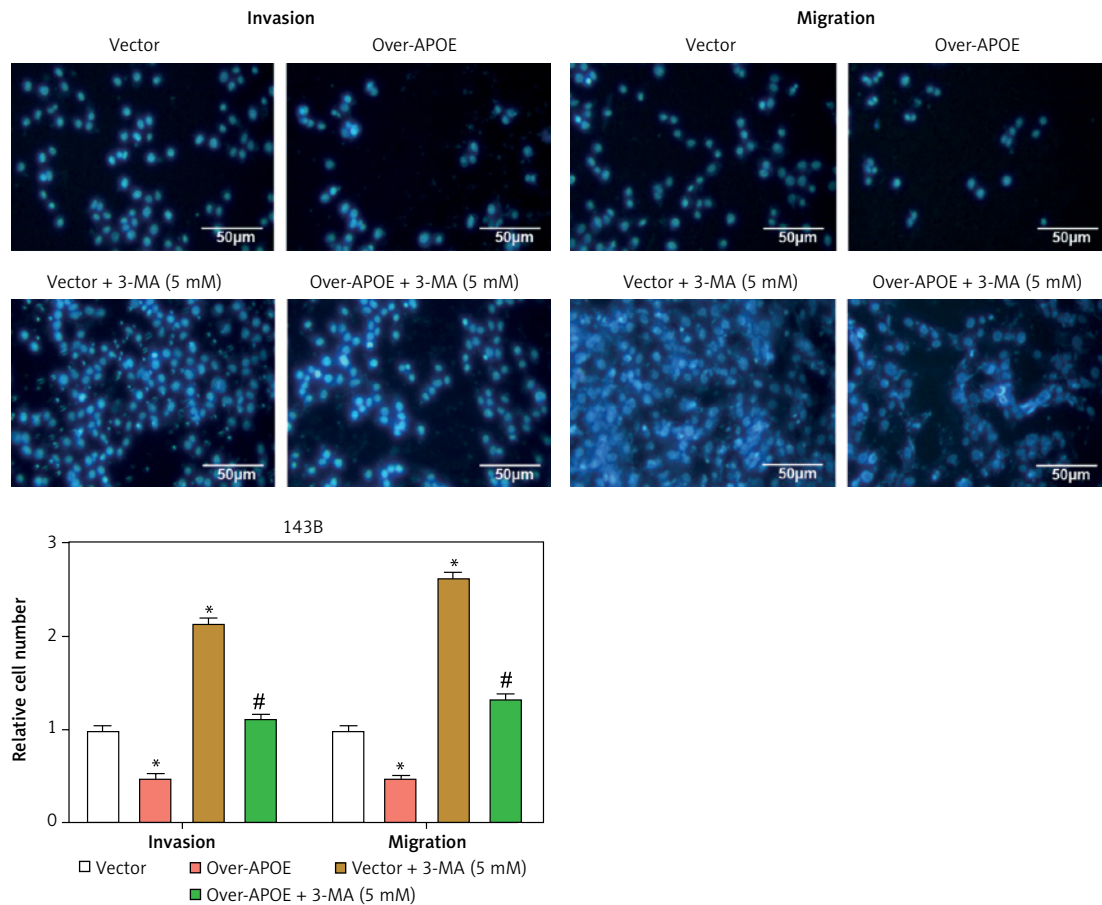 Invasion
Migration
Vector
Over-APOE
Vector
Over-APOE
50µm
50µm
50µm
50µm
Vector + 3-MA (5 mM)
Over-APOE + 3-MA (5 mM)
Vector + 3-MA (5 mM)
Over-APOE + 3-MA (5 mM)
50µm
50µm
50µm
50µm
143B
Relative cell number
3
2
1
0
*
*
#
*
*
#
Invasion
Migration
Vector
Over-APOE
Vector + 3-MA (5 mM)
Over-APOE + 3-MA (5 mM)